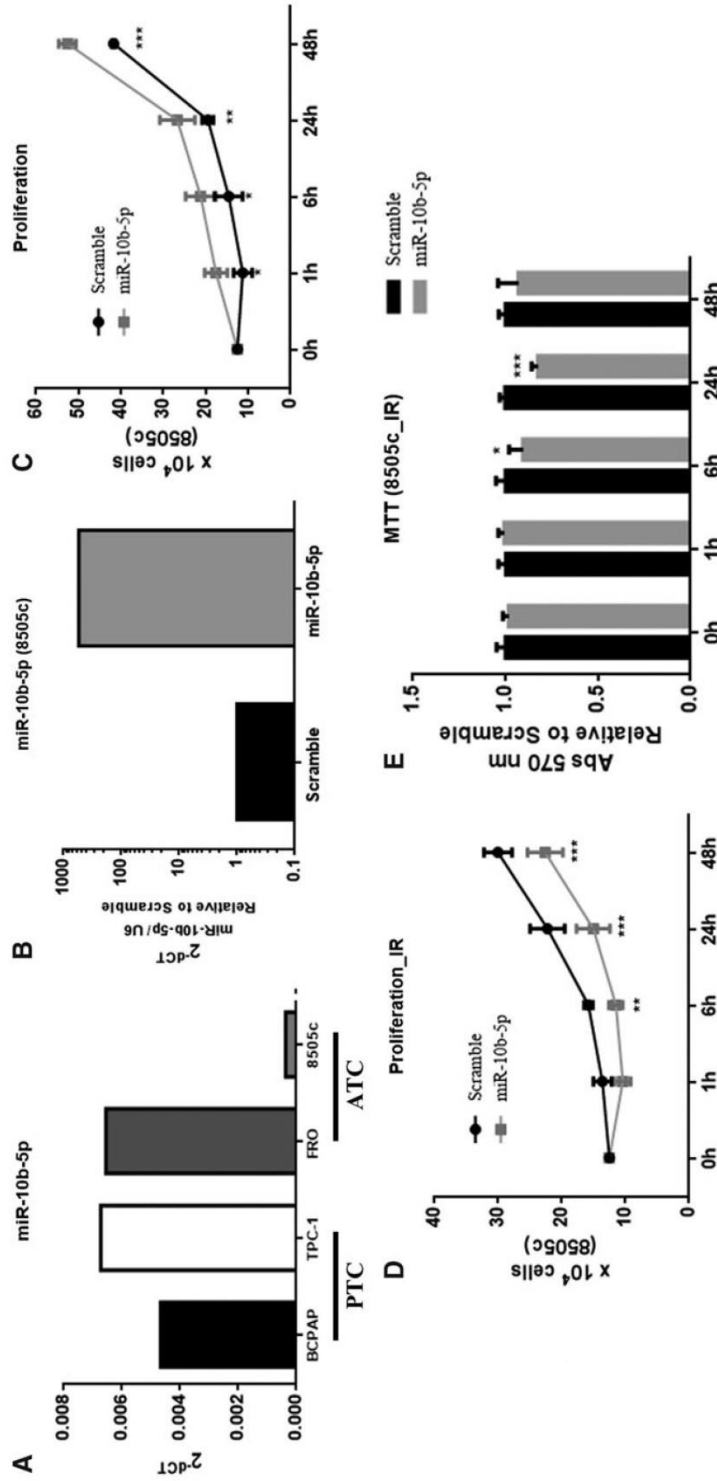 A
miR-10b-5p
2^-dCT
0.008
0.006
0.004
0.002
0.000
BCPAP
TPC-1
FRO
8505c
PTC
ATC
B
miR-10b-5p (8505c)
2^-dCT
miR-10b-5p / U6
Relative to Scramble
1000
100
10
1
0.1
Scramble
miR-10b-5p
C
Proliferation
x 10^4 cells
(8505c)
60
50
40
30
20
10
0
Scramble
miR-10b-5p
*
*
**
***
0h
1h
6h
24h
48h
D
Proliferation_IR
x 10^4 cells
(8505c)
40
30
20
10
0
Scramble
miR-10b-5p
**
***
***
0h
1h
6h
24h
48h
E
MTT (8505c_IR)
Abs 570 nm
Relative to Scramble
1.5
1.0
0.5
0.0
Scramble
miR-10b-5p
*
***
0h
1h
6h
24h
48h